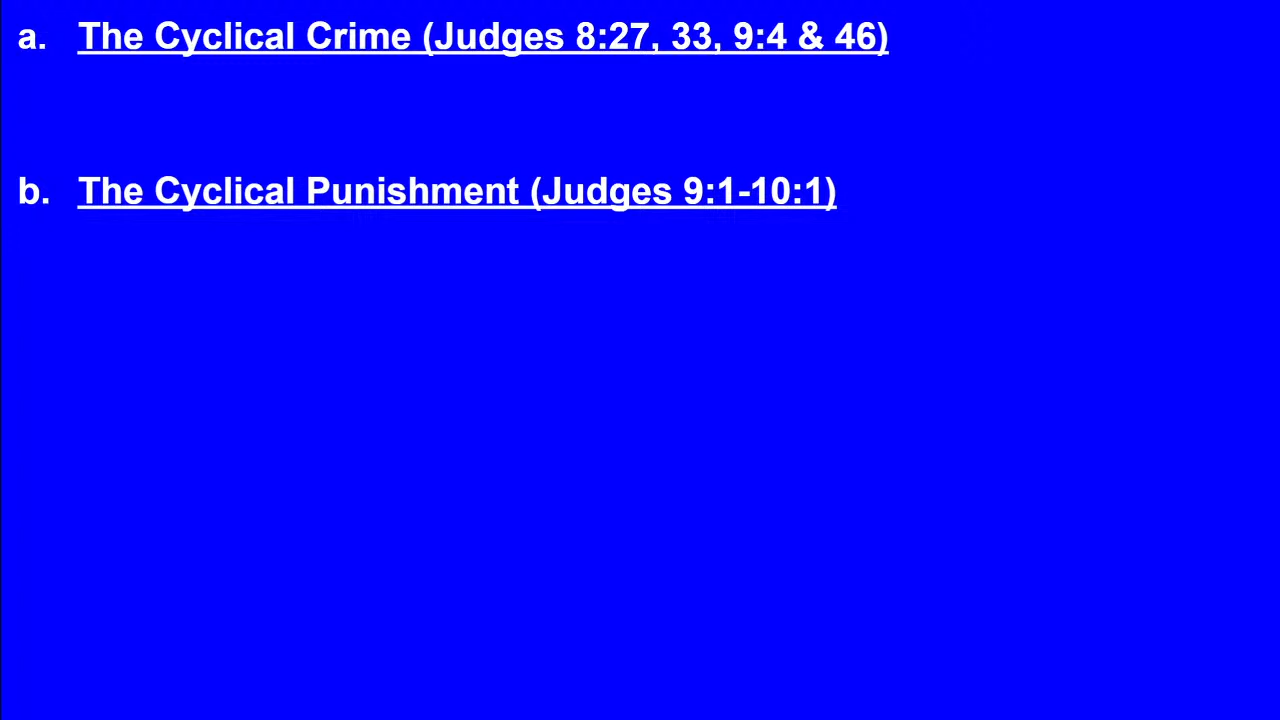 a. The Cyclical Crime (Judges 8:27, 33, 9:4 & 46)
b. The Cyclical Punishment (Judges 9:1-10:1)